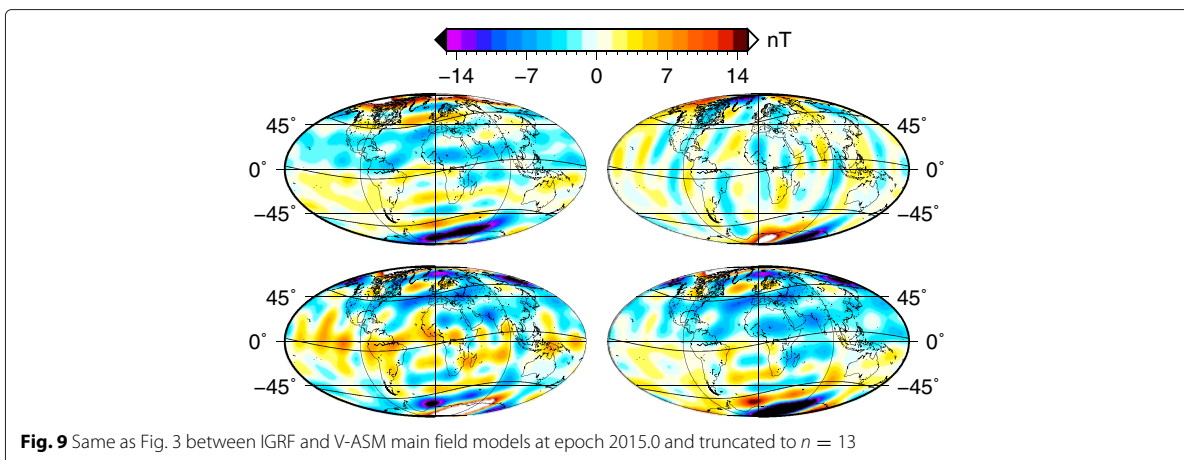 nT
−14 −7 0 7 14
45° 45°
0° 0°
−45° −45°
45° 45°
0° 0°
−45° −45°
Fig. 9 Same as Fig. 3 between IGRF and V-ASM main field models at epoch 2015.0 and truncated to n = 13